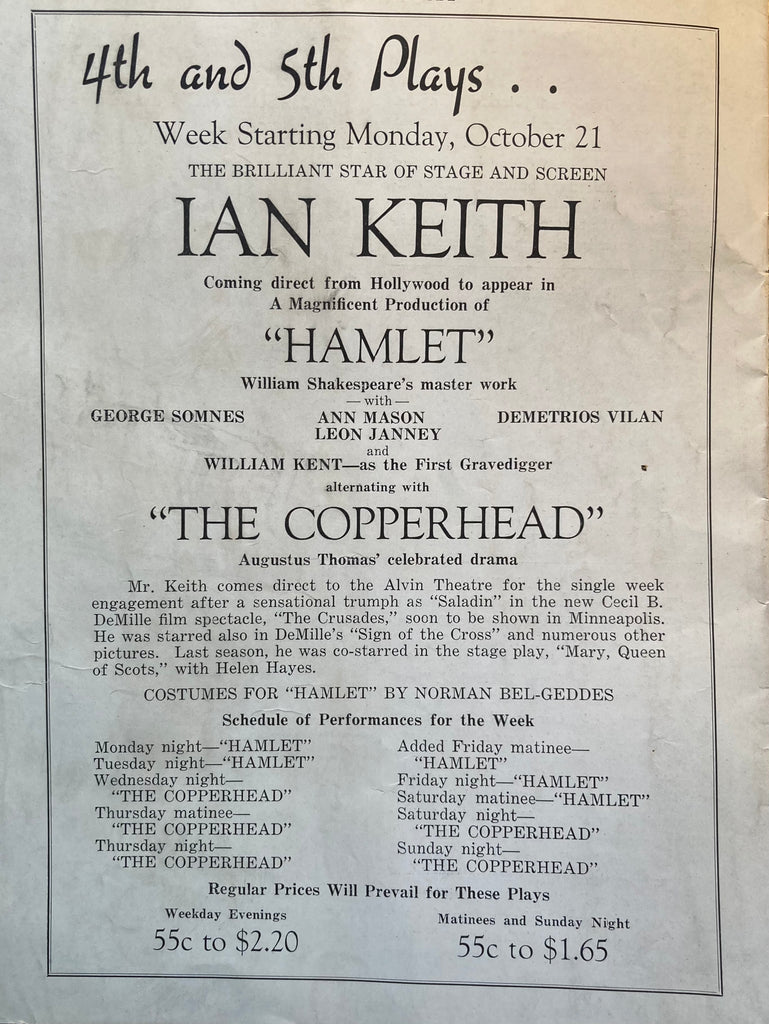 4th and 5th Plays . .
Week Starting Monday, October 21
THE BRILLIANT STAR OF STAGE AND SCREEN
IAN KEITH
Coming direct from Hollywood to appear in
A Magnificent Production of
"HAMLET"
William Shakespeare's master work
— with —
GEORGE SOMNES ANN MASON DEMETRIOS VILAN
LEON JANNEY
and
WILLIAM KENT—as the First Gravedigger
alternating with
"THE COPPERHEAD"
Augustus Thomas' celebrated drama
Mr. Keith comes direct to the Alvin Theatre for the single week
engagement after a sensational trumph as "Saladin" in the new Cecil B.
DeMille film spectacle, "The Crusades," soon to be shown in Minneapolis.
He was starred also in DeMille's "Sign of the Cross" and numerous other
pictures. Last season, he was co-starred in the stage play, "Mary, Queen
of Scots," with Helen Hayes.
COSTUMES FOR "HAMLET" BY NORMAN BEL-GEDDES
Schedule of Performances for the Week
Monday night—"HAMLET"
Tuesday night—"HAMLET"
Wednesday night—
"THE COPPERHEAD"
Thursday matinee—
"THE COPPERHEAD"
Thursday night—
"THE COPPERHEAD"
Added Friday matinee—
"HAMLET"
Friday night—"HAMLET"
Saturday matinee—"HAMLET"
Saturday night—
"THE COPPERHEAD"
Sunday night—
"THE COPPERHEAD"
Regular Prices Will Prevail for These Plays
Weekday Evenings
55c to $2.20
Matinees and Sunday Night
55c to $1.65